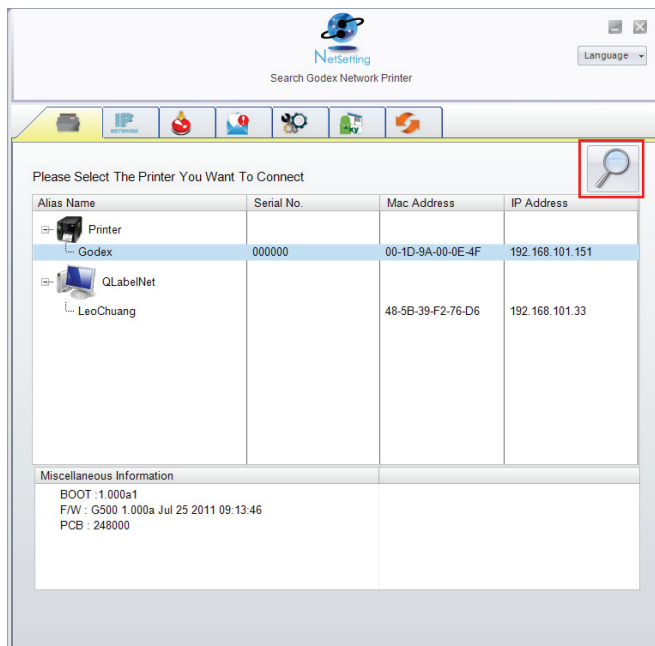 NetSetting
Language
Search Godex Network Printer
IP
NETWORK
Please Select The Printer You Want To Connect
Alias Name Serial No. Mac Address IP Address
Printer
Godex 000000 00-1D-9A-00-0E-4F 192.168.101.151
QLabelNet
LeoChuang 48-5B-39-F2-76-D6 192.168.101.33
Miscellaneous Information
BOOT :1.000a1
F/W : G500 1.000a Jul 25 2011 09:13:46
PCB : 248000